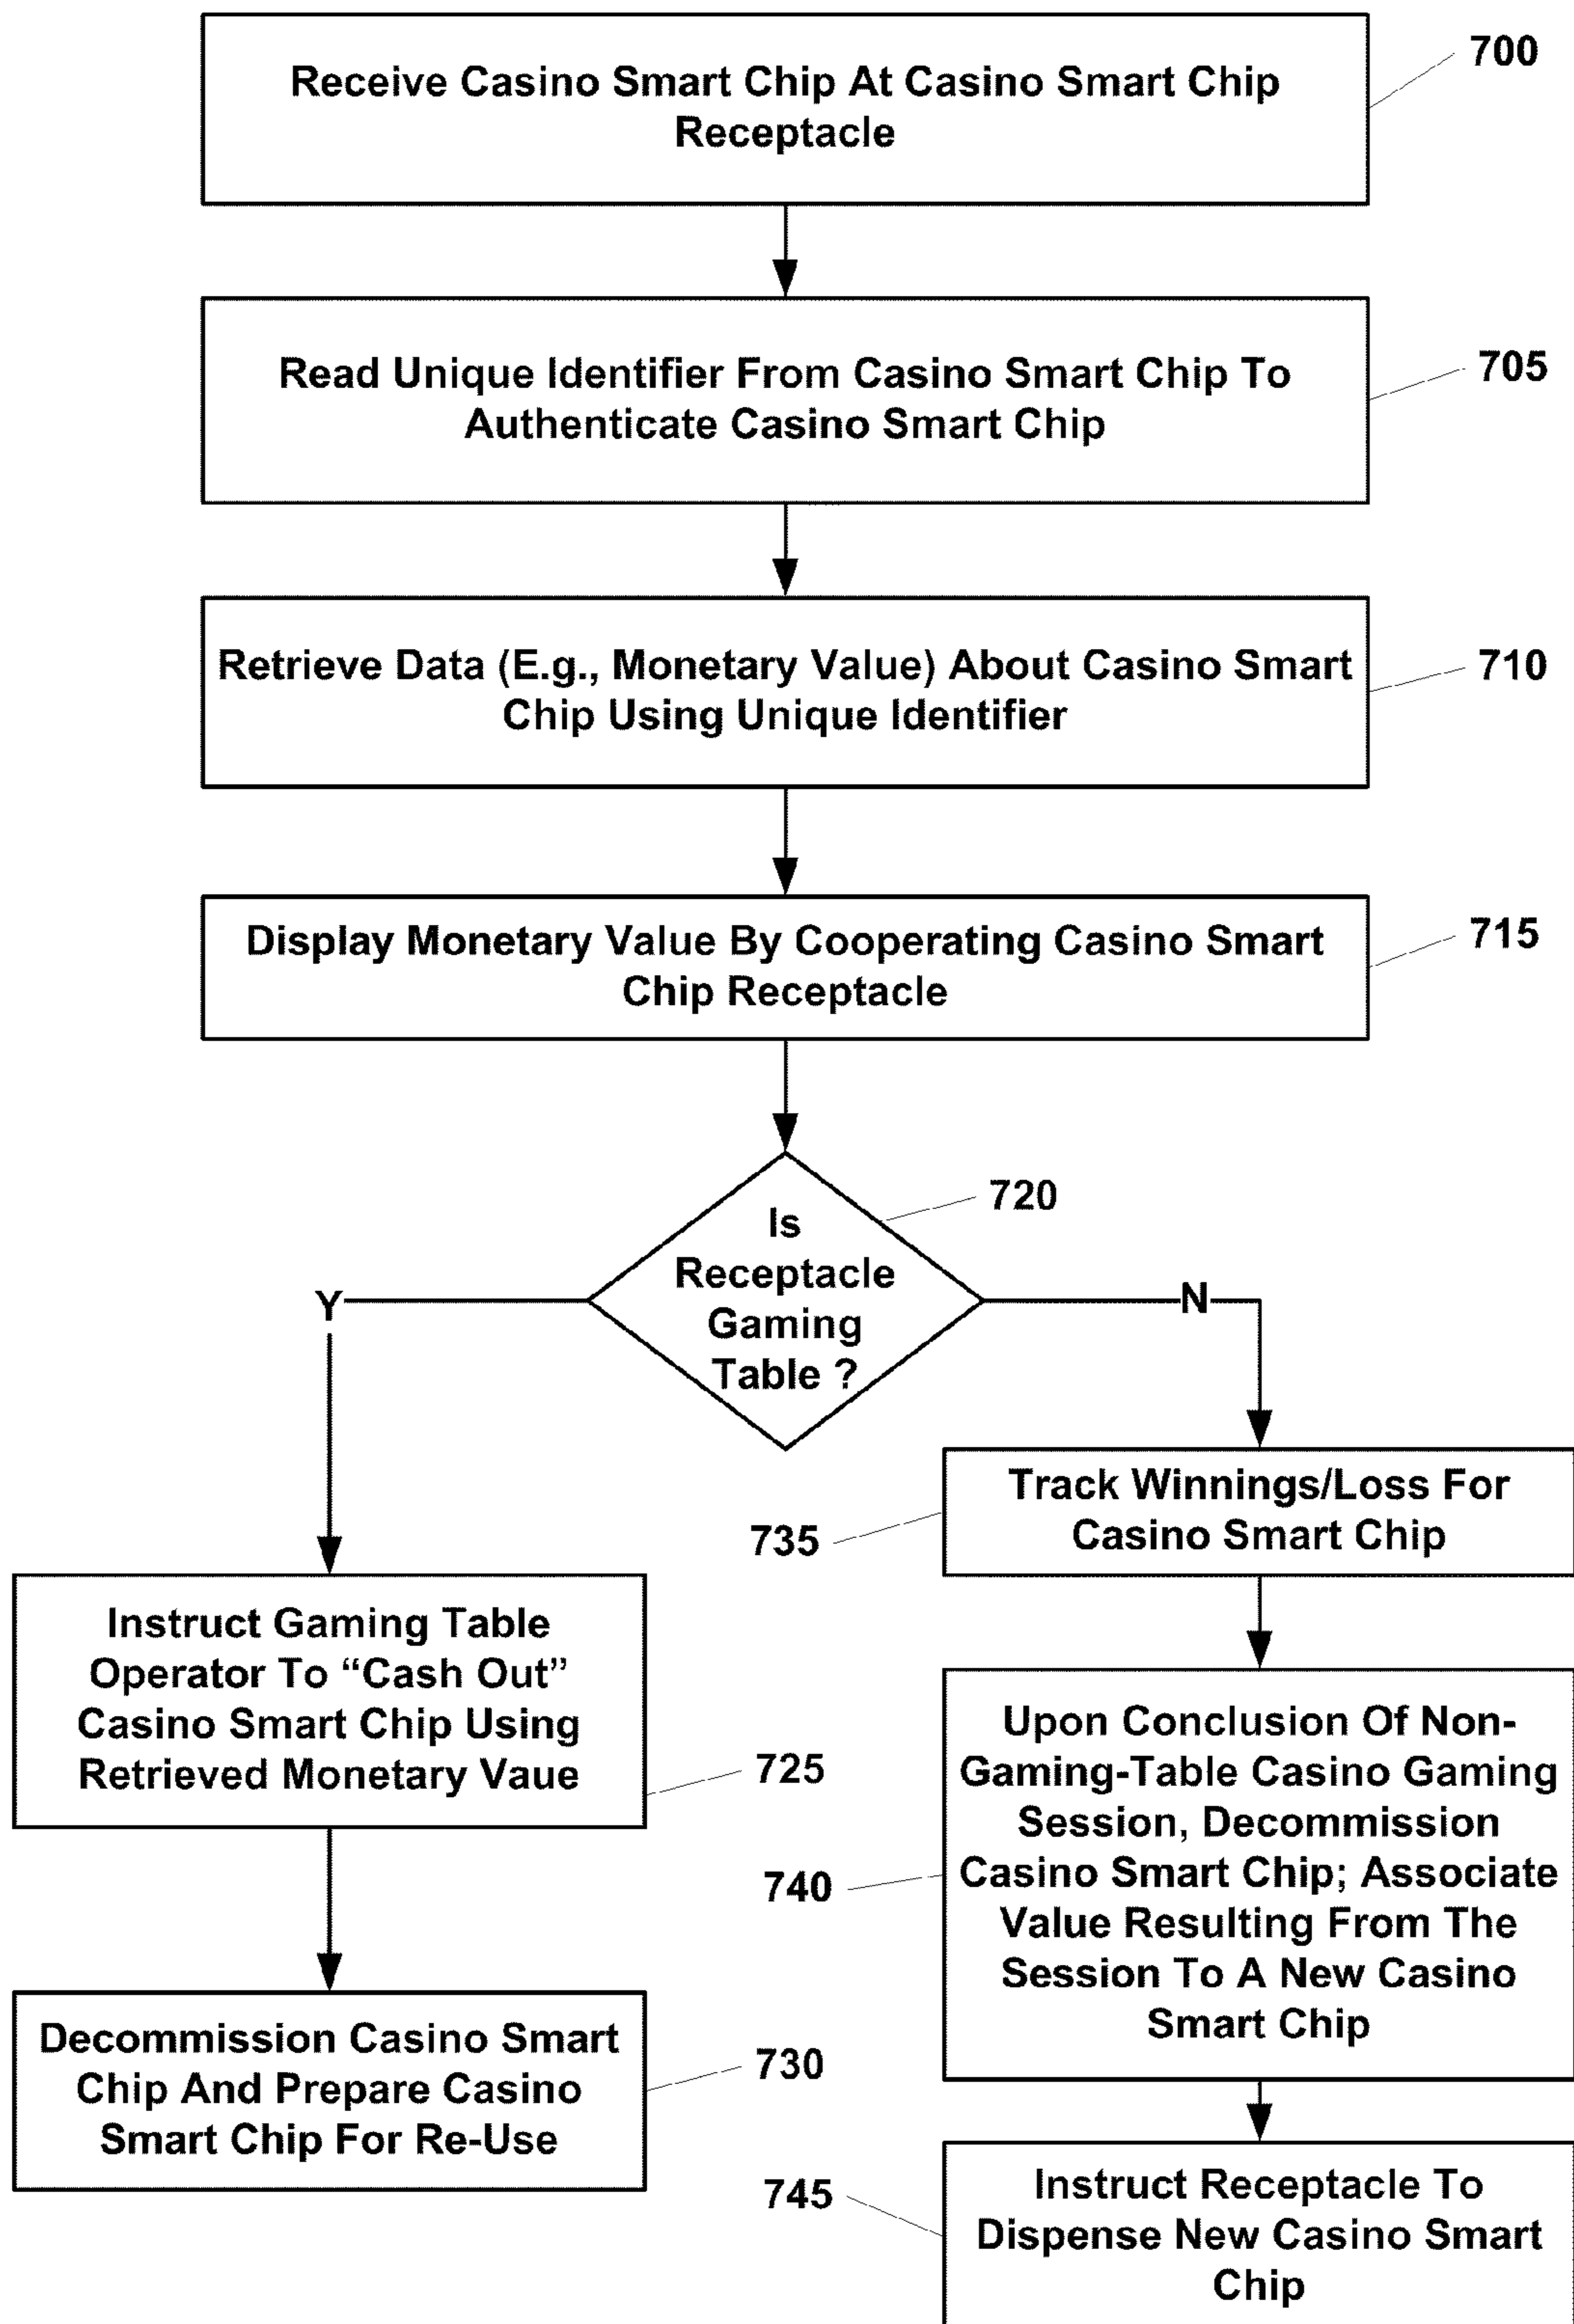 Receive Casino Smart Chip At Casino Smart Chip
Receptacle
700
Read Unique Identifier From Casino Smart Chip To
Authenticate Casino Smart Chip
705
Retrieve Data (E.g., Monetary Value) About Casino Smart
Chip Using Unique Identifier
710
Display Monetary Value By Cooperating Casino Smart
Chip Receptacle
715
Is
Receptacle
Gaming
Table ?
720
Y
N
Instruct Gaming Table
Operator To “Cash Out”
Casino Smart Chip Using
Retrieved Monetary Vaue
725
Decommission Casino Smart
Chip And Prepare Casino
Smart Chip For Re-Use
730
Track Winnings/Loss For
Casino Smart Chip
735
Upon Conclusion Of Non-
Gaming-Table Casino Gaming
Session, Decommission
Casino Smart Chip; Associate
Value Resulting From The
Session To A New Casino
Smart Chip
740
Instruct Receptacle To
Dispense New Casino Smart
Chip
745